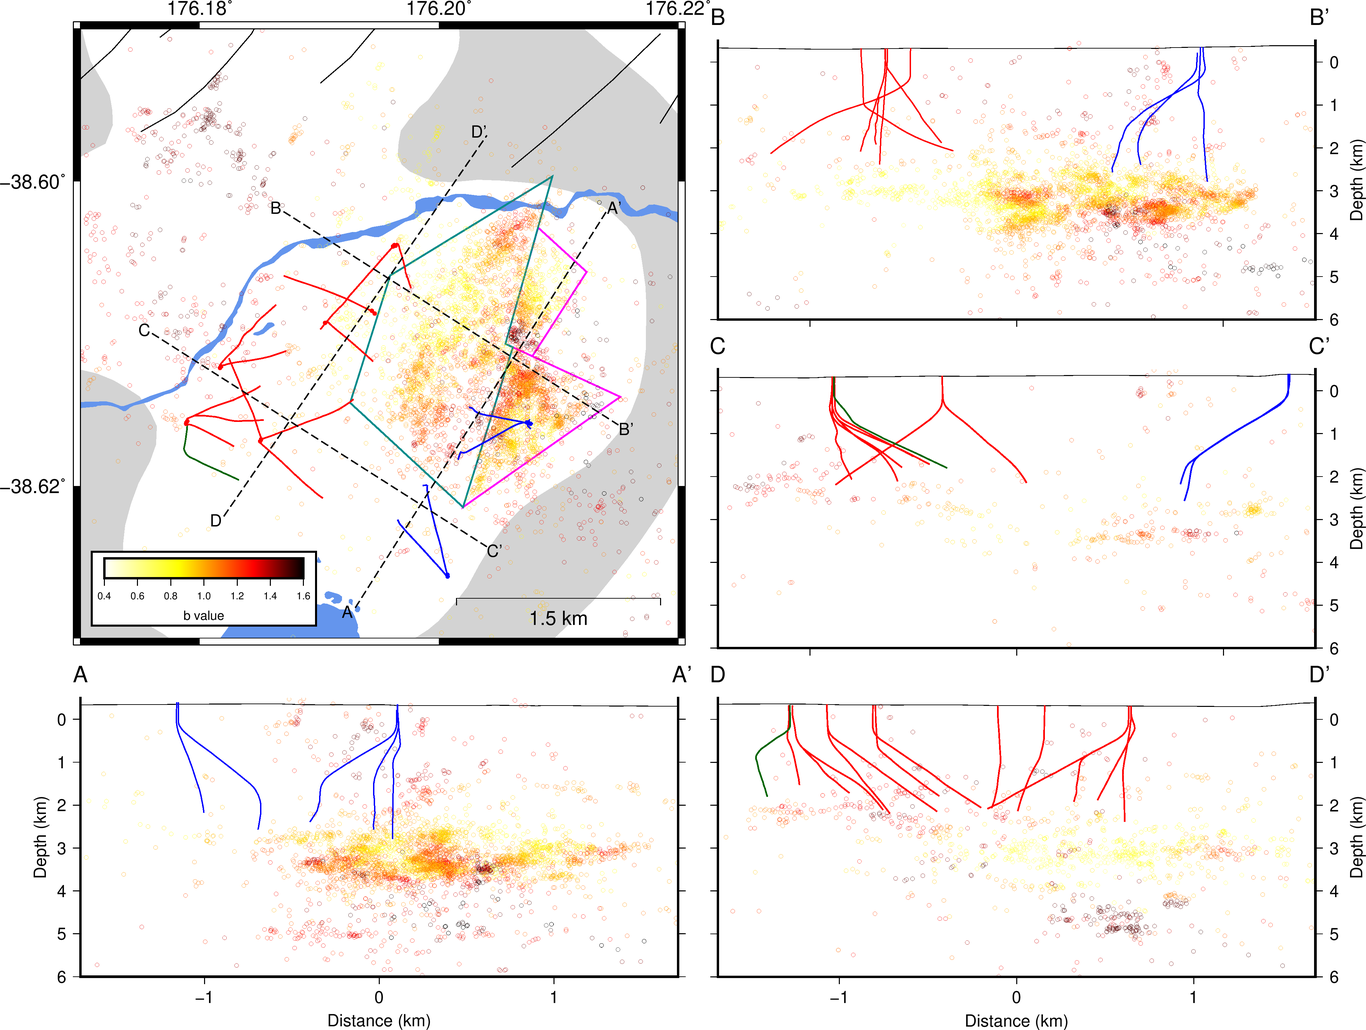 176.18° 176.20° 176.22°
−38.60°
−38.62°
D'
B
A'
C
D
B'
C'
A
0.4 0.6 0.8 1.0 1.2 1.4 1.6
b value
1.5 km
B B'
0
1
2
3
4
5
6
Depth (km)
C C'
0
1
2
3
4
5
6
Depth (km)
A A'
0
1
2
3
4
5
6
Depth (km)
−1 0 1
Distance (km)
D D'
0
1
2
3
4
5
6
Depth (km)
−1 0 1
Distance (km)